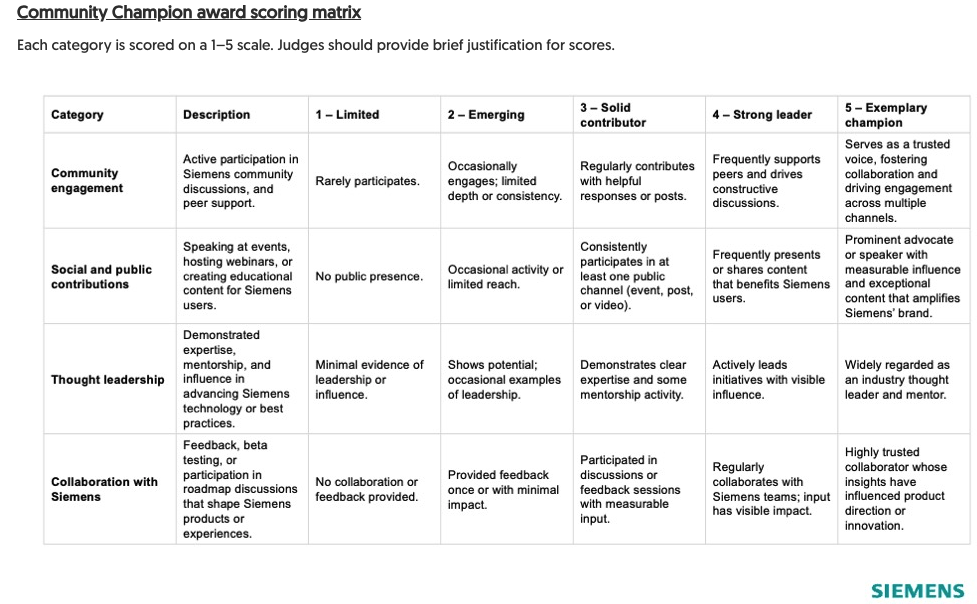 Community Champion award scoring matrix
Each category is scored on a 1–5 scale. Judges should provide brief justification for scores.
Category
Description
1 – Limited
2 – Emerging
3 – Solid
contributor
4 – Strong leader
5 – Exemplary
champion
Community
engagement
Active participation in
Siemens community
discussions, and
peer support.
Rarely participates.
Occasionally
engages; limited
depth or consistency.
Regularly contributes
with helpful
responses or posts.
Frequently supports
peers and drives
constructive
discussions.
Serves as a trusted
voice, fostering
collaboration and
driving engagement
across multiple
channels.
Social and public
contributions
Speaking at events,
hosting webinars, or
creating educational
content for Siemens
users.
No public presence.
Occasional activity or
limited reach.
Consistently
participates in at
least one public
channel (event, post,
or video).
Frequently presents
or shares content
that benefits Siemens
users.
Prominent advocate
or speaker with
measurable influence
and exceptional
content that amplifies
Siemens’ brand.
Thought leadership
Demonstrated
expertise,
mentorship, and
influence in
advancing Siemens
technology or best
practices.
Minimal evidence of
leadership or
influence.
Shows potential;
occasional examples
of leadership.
Demonstrates clear
expertise and some
mentorship activity.
Actively leads
initiatives with visible
influence.
Widely regarded as
an industry thought
leader and mentor.
Collaboration with
Siemens
Feedback, beta
testing, or
participation in
roadmap discussions
that shape Siemens
products or
experiences.
No collaboration or
feedback provided.
Provided feedback
once or with minimal
impact.
Participated in
discussions or
feedback sessions
with measurable
input.
Regularly
collaborates with
Siemens teams; input
has visible impact.
Highly trusted
collaborator whose
insights have
influenced product
direction or
innovation.
SIEMENS